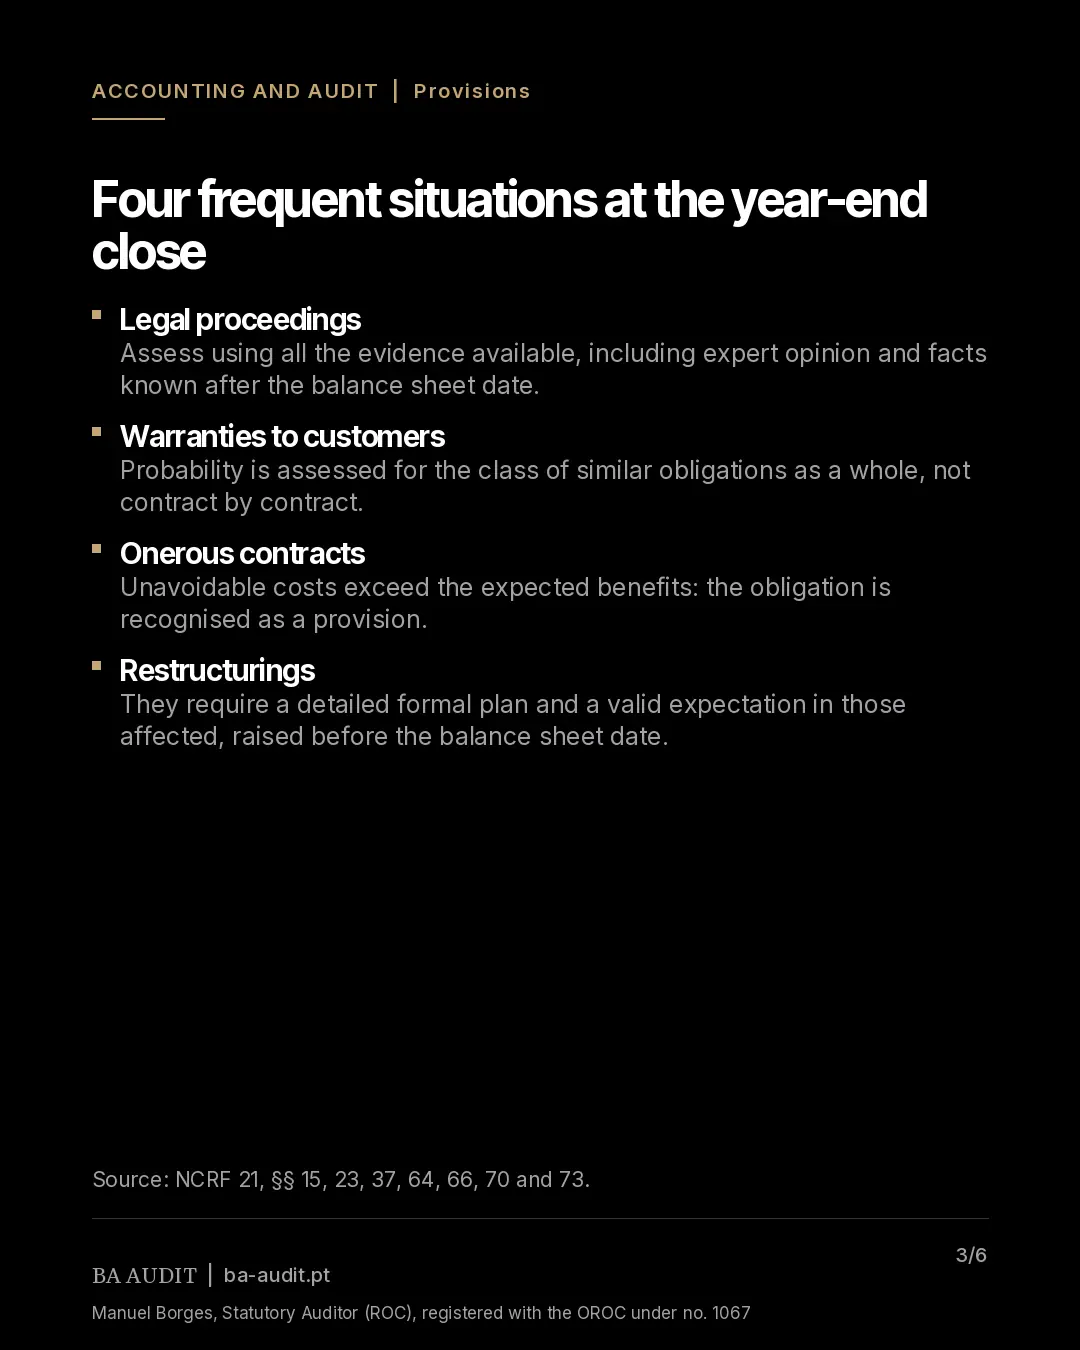 ACCOUNTING AND AUDIT | Provisions
Four frequent situations at the year-end
close
Legal proceedings
Assess using all the evidence available, including expert opinion and facts
known after the balance sheet date.
Warranties to customers
Probability is assessed for the class of similar obligations as a whole, not
contract by contract.
Onerous contracts
Unavoidable costs exceed the expected benefits: the obligation is
recognised as a provision.
Restructurings
They require a detailed formal plan and a valid expectation in those
affected, raised before the balance sheet date.
Source: NCRF 21, §§ 15, 23, 37, 64, 66, 70 and 73.
3/6
BA AUDIT | ba-audit.pt
Manuel Borges, Statutory Auditor (ROC), registered with the OROC under no. 1067